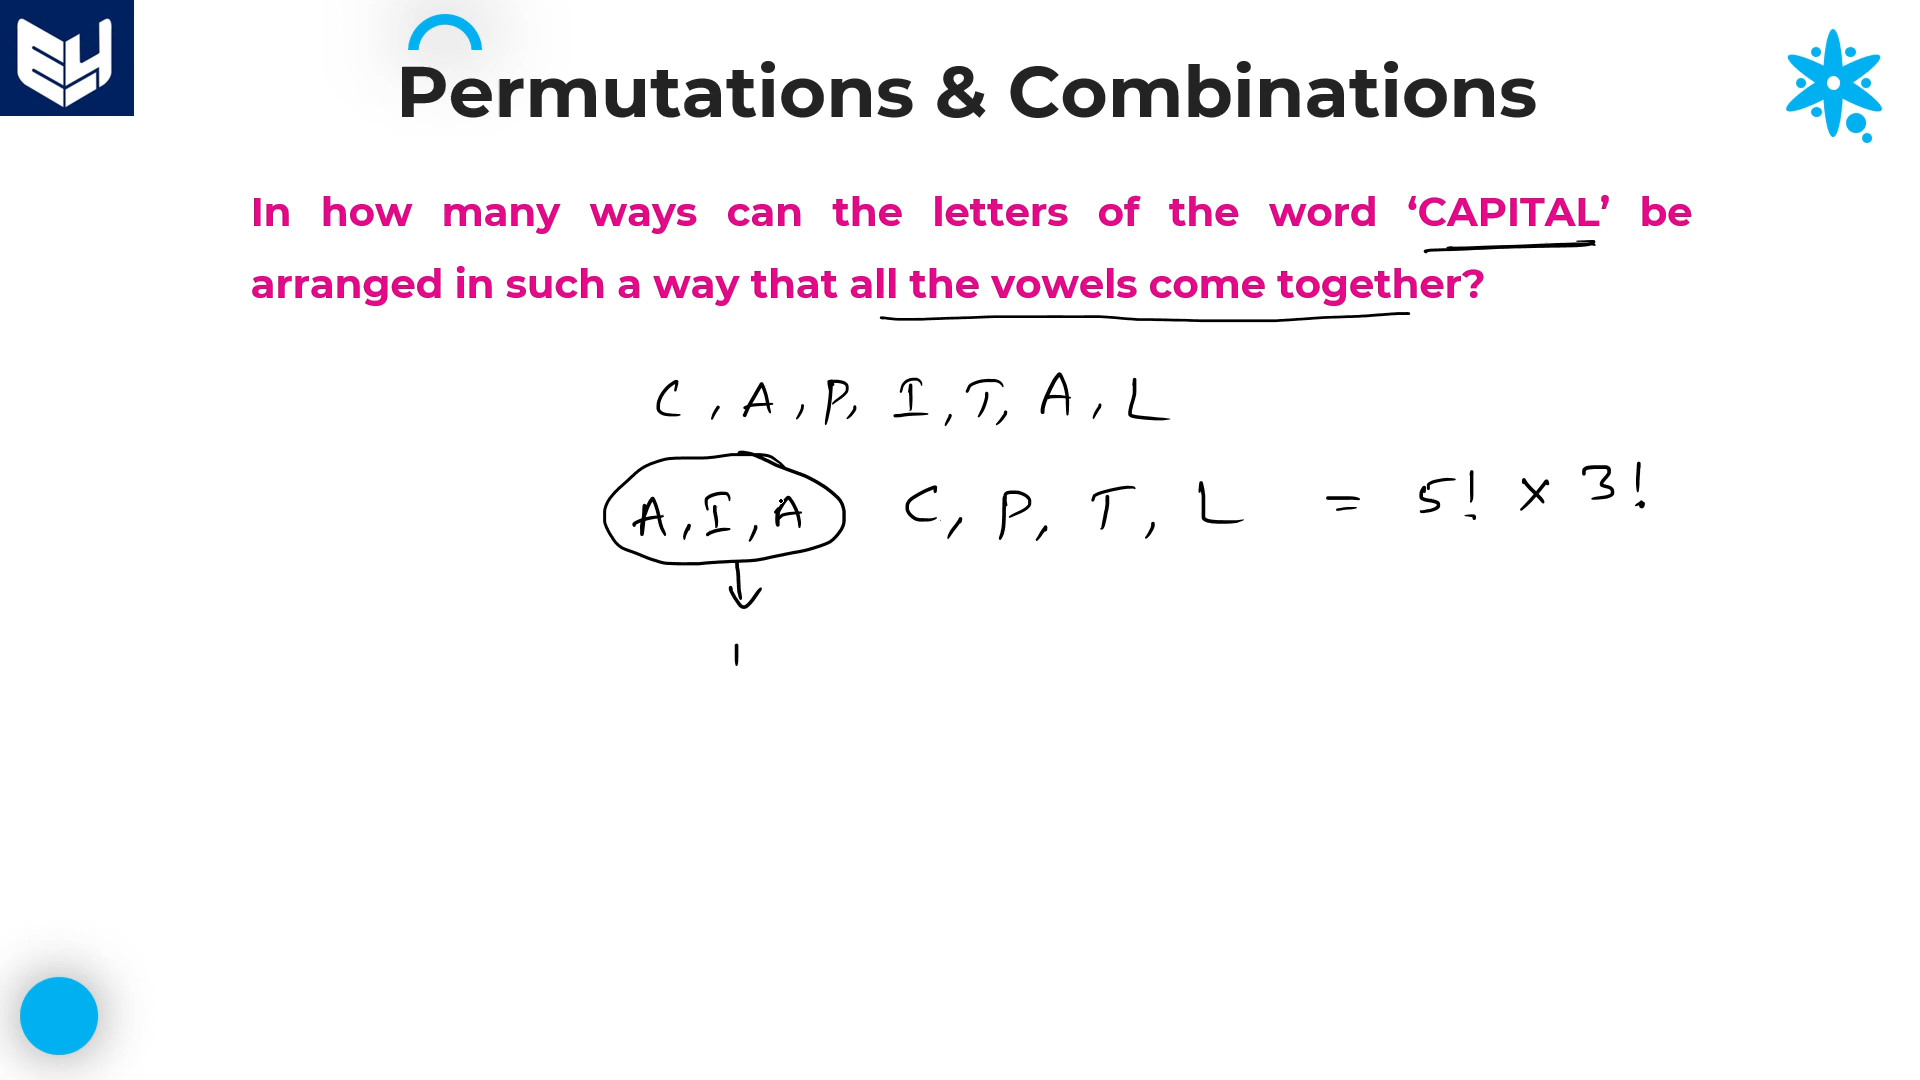 Permutations & Combinations
In how many ways can the letters of the word ‘CAPITAL’ be
arranged in such a way that all the vowels come together?
C, A, P, I, T, A, L
A, I, A C, P, T, L = 5! × 3!
1